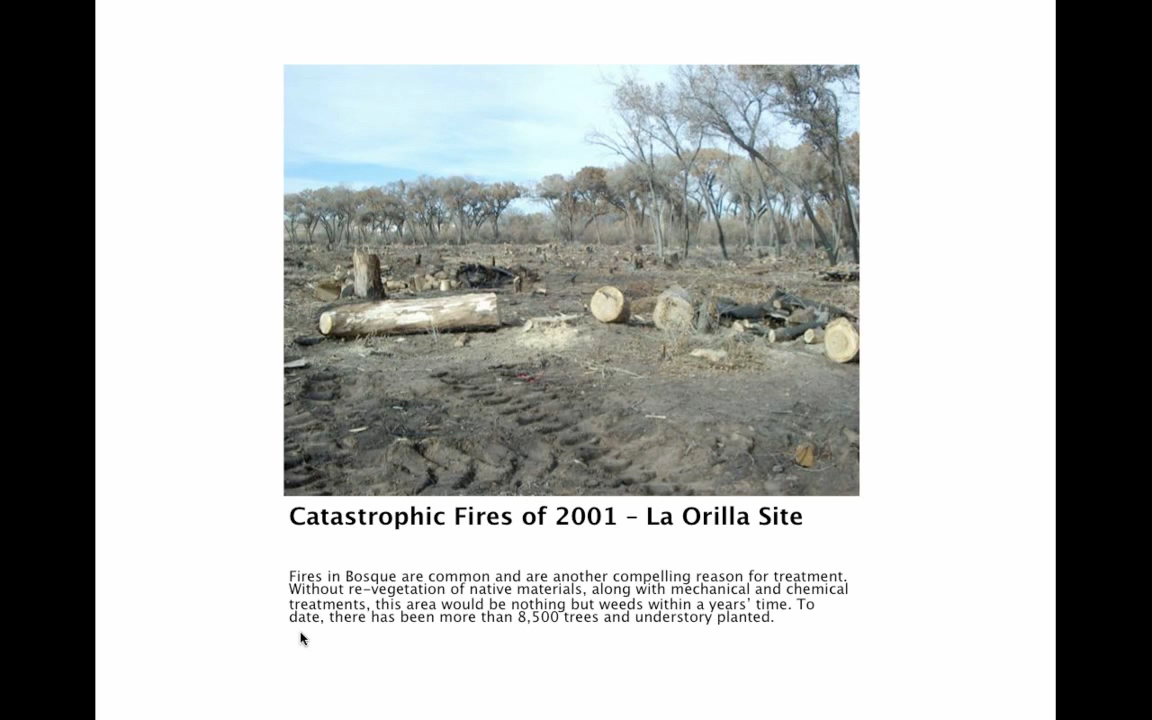 Catastrophic Fires of 2001 – La Orilla Site
Fires in Bosque are common and are another compelling reason for treatment.
Without re-vegetation of native materials, along with mechanical and chemical
treatments, this area would be nothing but weeds within a years’ time. To
date, there has been more than 8,500 trees and understory planted.